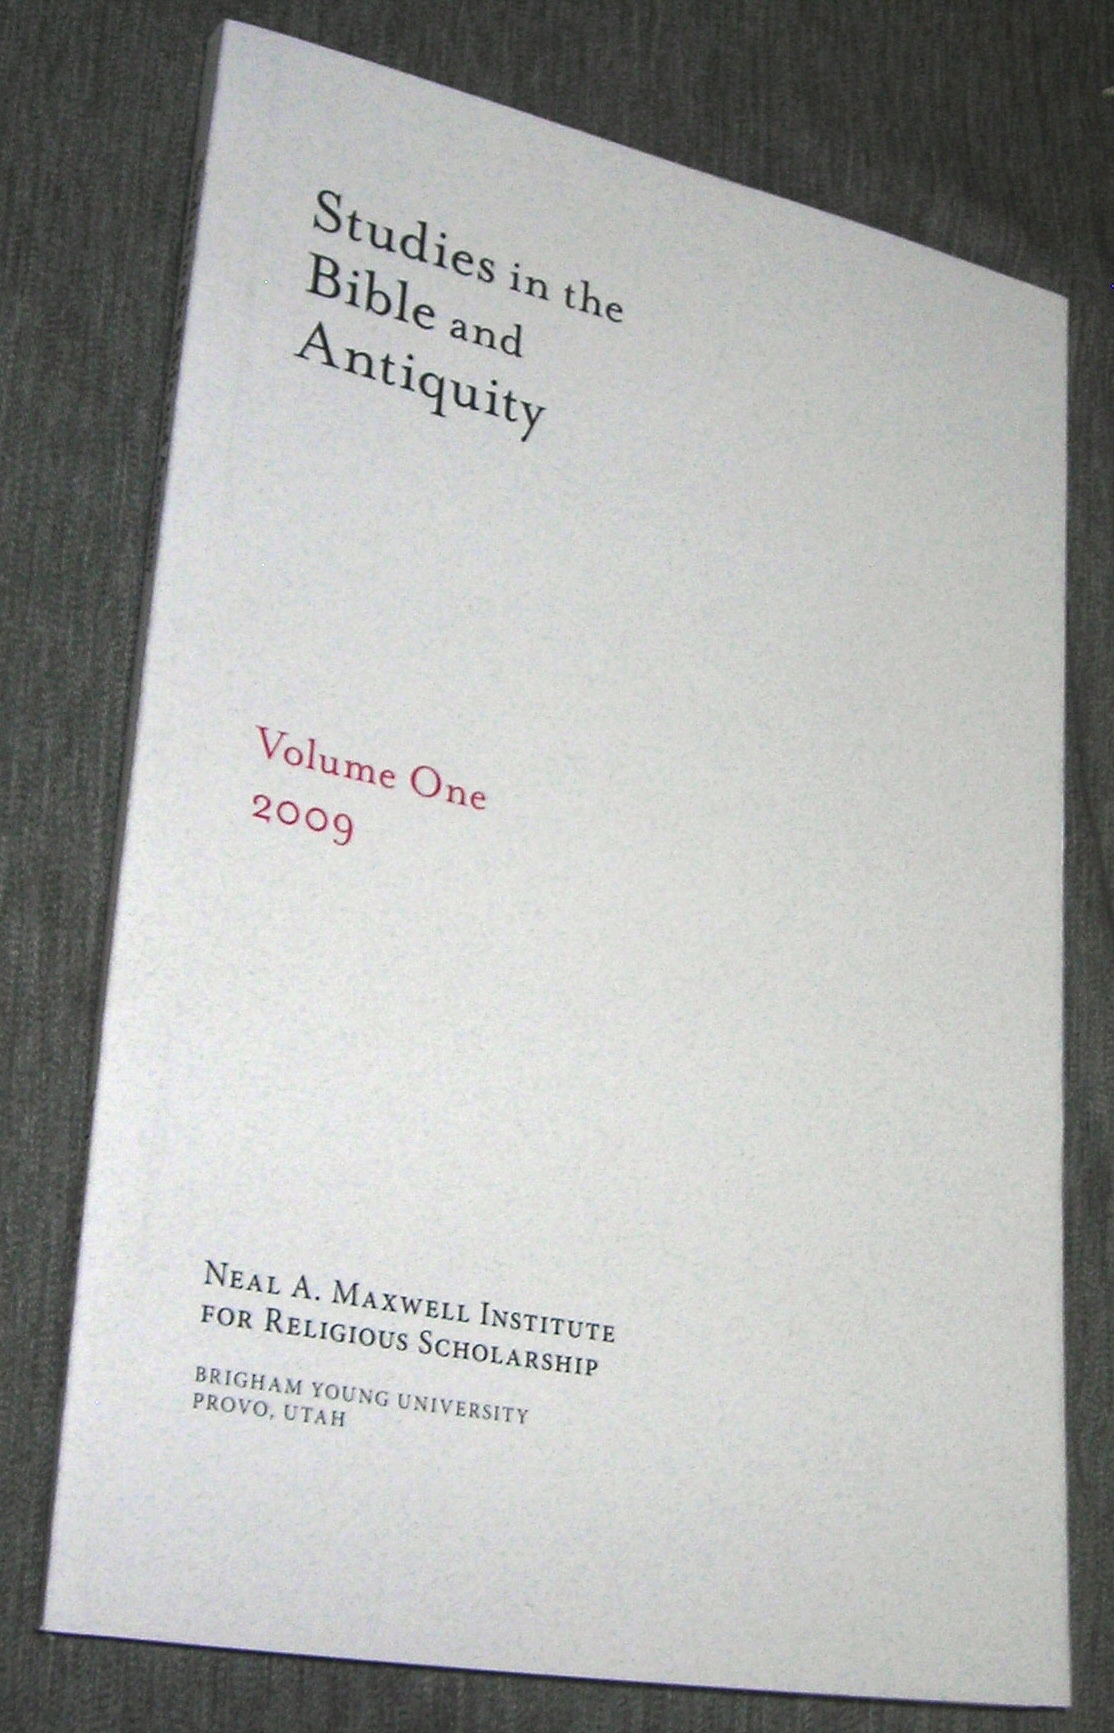 Studies in the
Bible and
Antiquity
Volume One
2009
Neal A. Maxwell Institute
for Religious Scholarship
BRIGHAM YOUNG UNIVERSITY
PROVO, UTAH